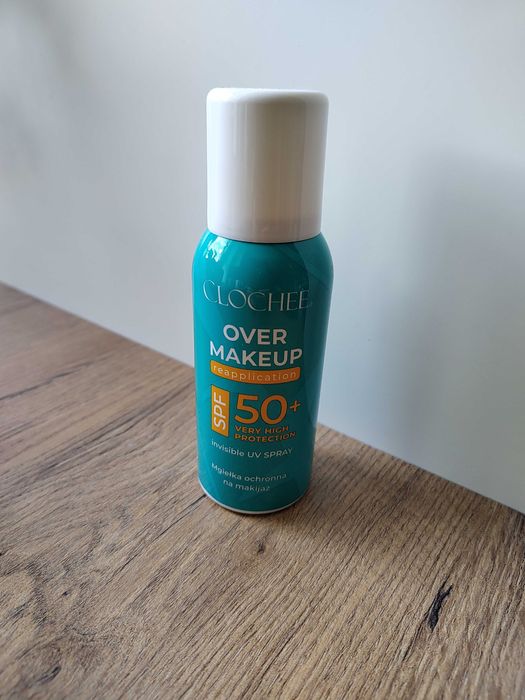 CLOCHEE
OVER
MAKEUP
reapplication
SPF 50+
VERY HIGH
PROTECTION
invisible UV SPRAY
Mgiełka ochronna
na makijaż